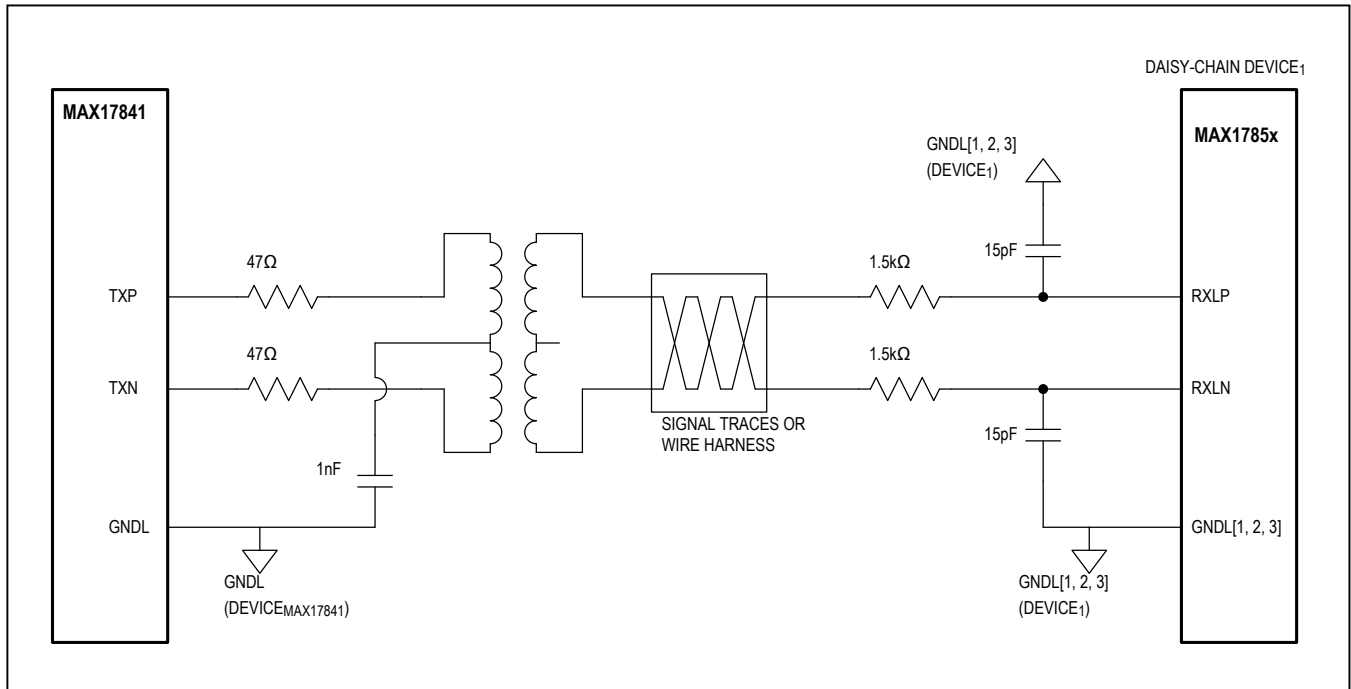 DAISY-CHAIN DEVICE1
MAX17841
MAX1785x
GNDL[1, 2, 3]
(DEVICE1)
15pF
47Ω
1.5kΩ
TXP
RXLP
47Ω
1.5kΩ
TXN
RXLN
SIGNAL TRACES OR
WIRE HARNESS
15pF
1nF
GNDL
GNDL[1, 2, 3]
GNDL
(DEVICEMAX17841)
GNDL[1, 2, 3]
(DEVICE1)